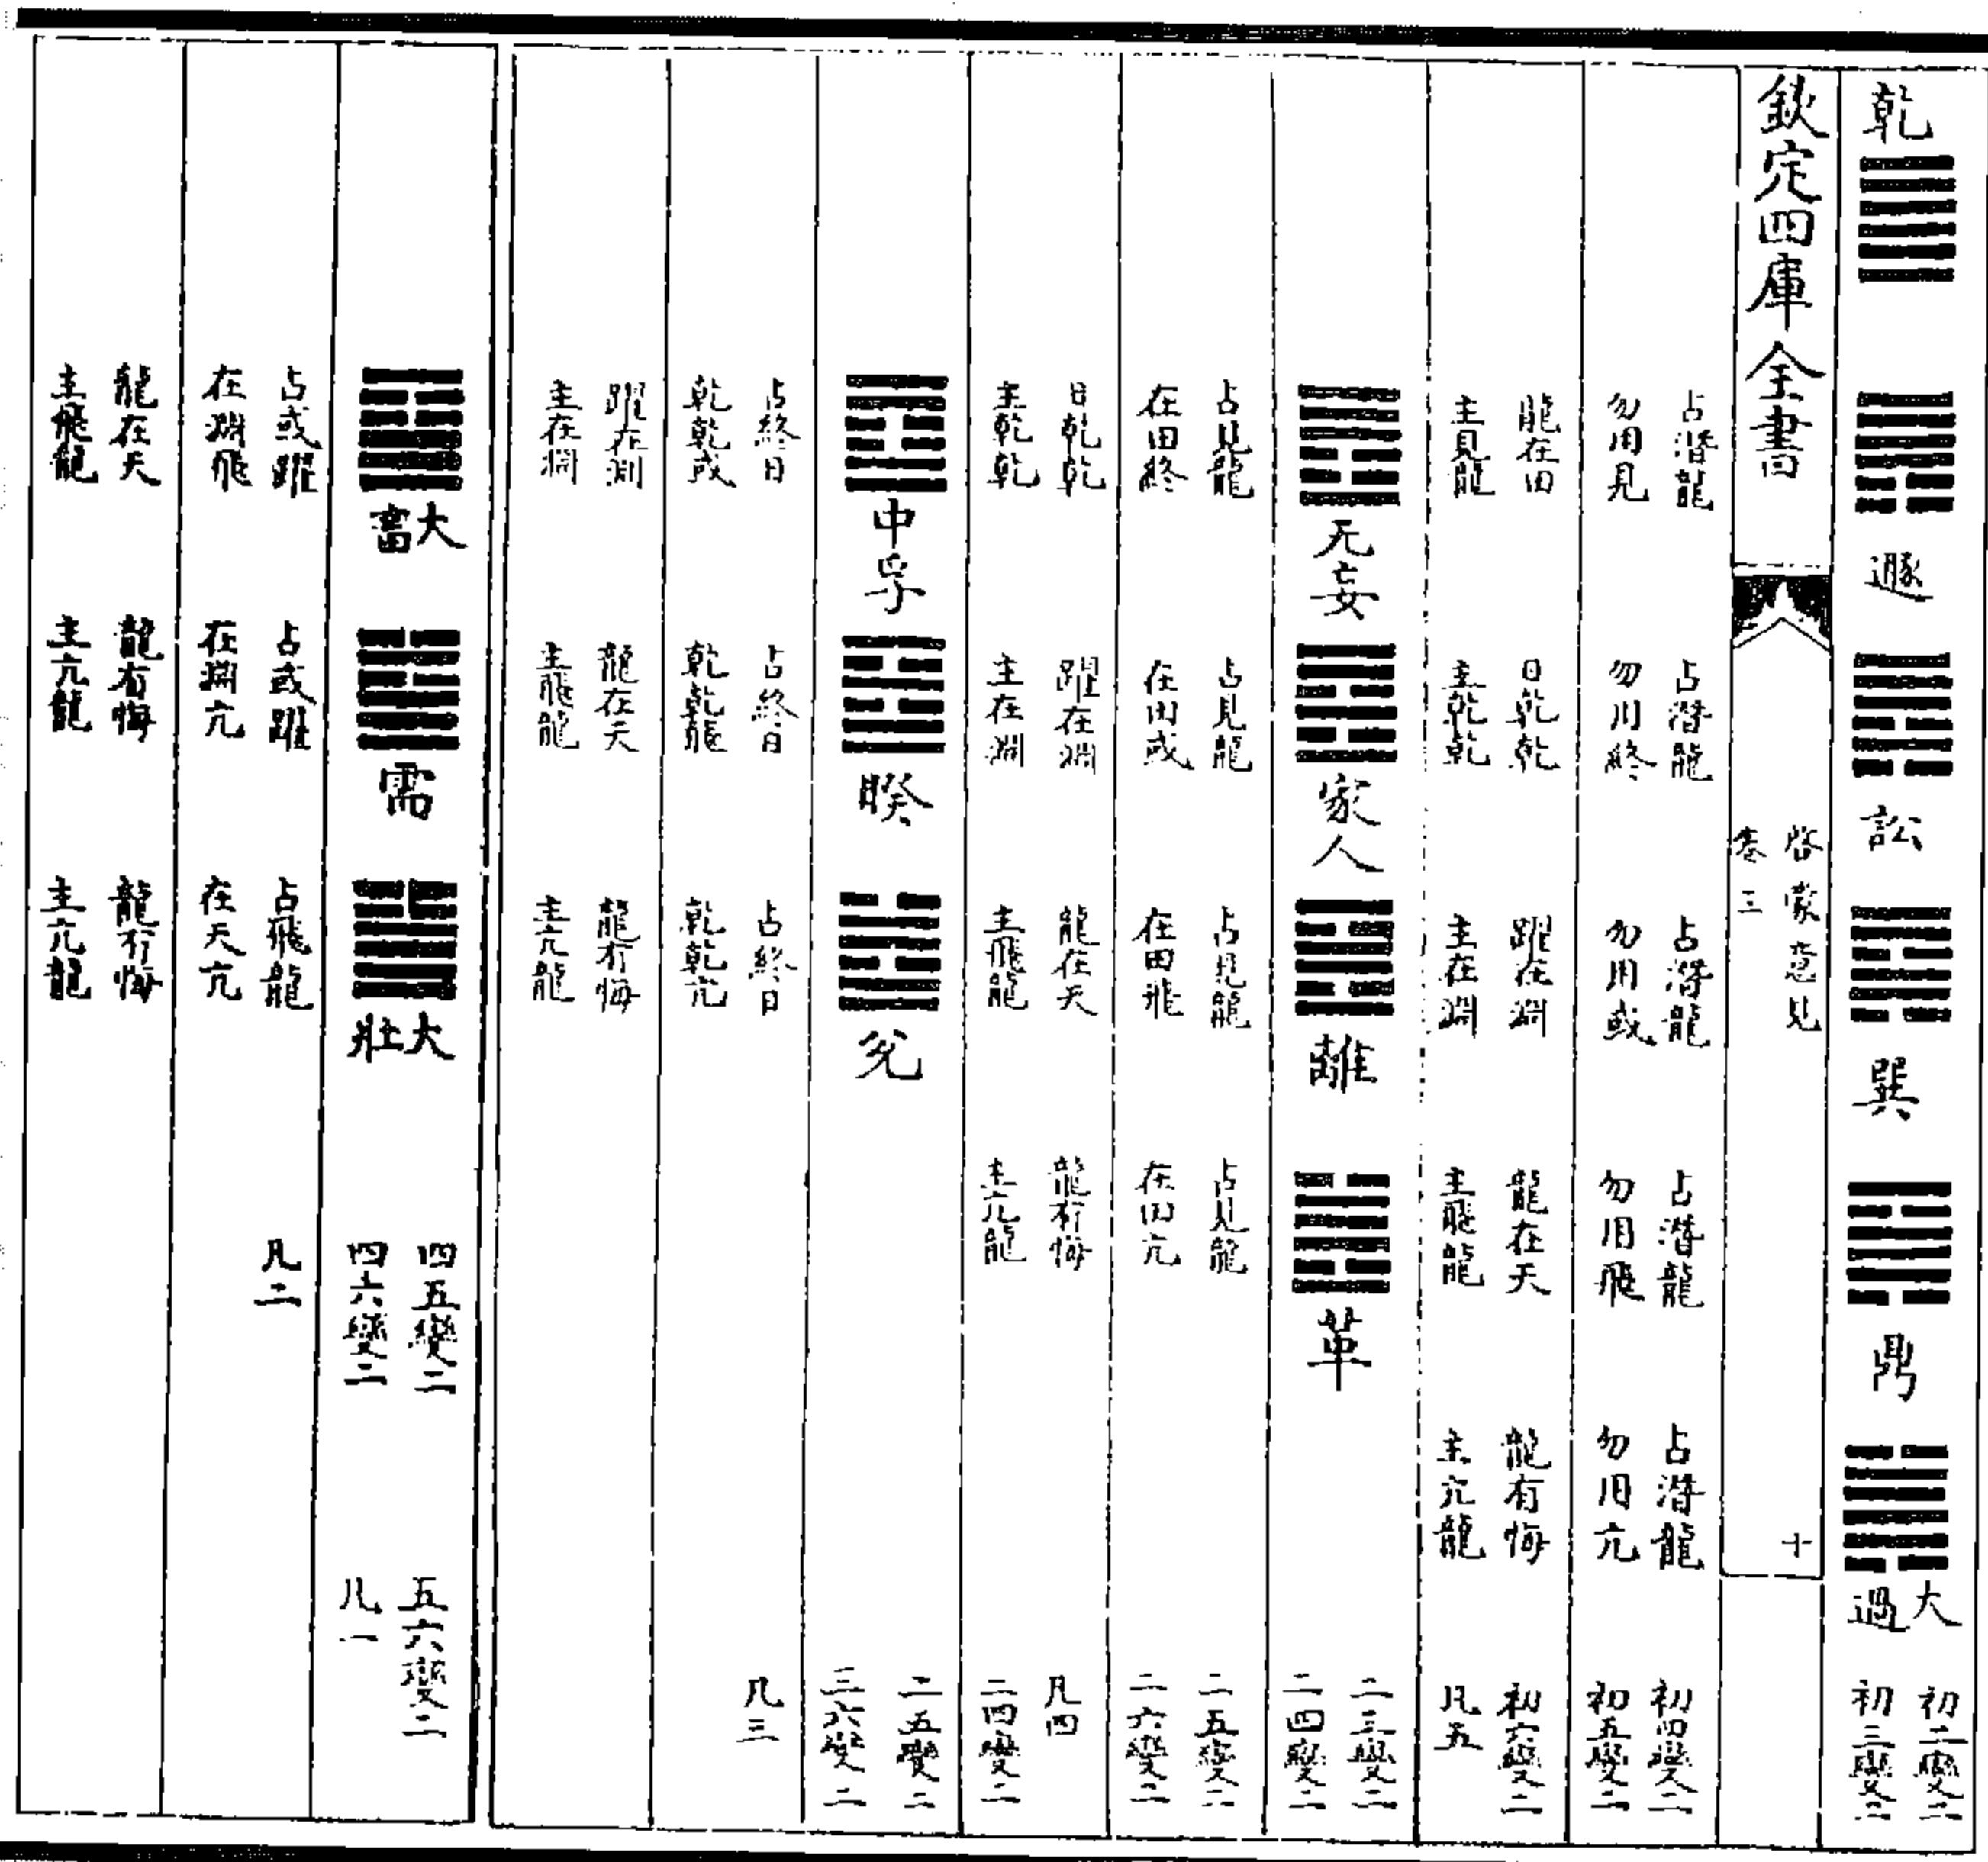 乾
遯
訟
巽
鼎
大過
初二變二
初三變二
欽定四庫全書
啓蒙意見
卷三
十
占潛龍
勿用見
占潛龍
勿用終
占潛龍
勿用或
占潛龍
勿用飛
占潛龍
勿用亢
初四變二
初五變二
龍在田
主見龍
日乾乾
主乾乾
躍在淵
主在淵
龍在天
主飛龍
龍有悔
主亢龍
初六變二
凡五
无妄
家人
離
革
二三變二
二四變二
占見龍
在田終
占見龍
在田或
占見龍
在田飛
占見龍
在田亢
二五變二
二六變二
日乾乾
主乾乾
躍在淵
主在淵
龍在天
主飛龍
龍有悔
主亢龍
凡四
二四變二
中孚
睽
兌
二五變二
三六變二
占終日
乾乾或
占終日
乾乾龍
占終日
乾乾亢
凡三
躍在淵
主在淵
龍在天
主飛龍
龍有悔
主亢龍
大畜
需
大壯
四五變二
四六變二
五六變二
凡一
占或躍
在淵飛
占或躍
在淵亢
占飛龍
在天亢
凡二
龍在天
主飛龍
龍有悔
主亢龍
龍有悔
主亢龍